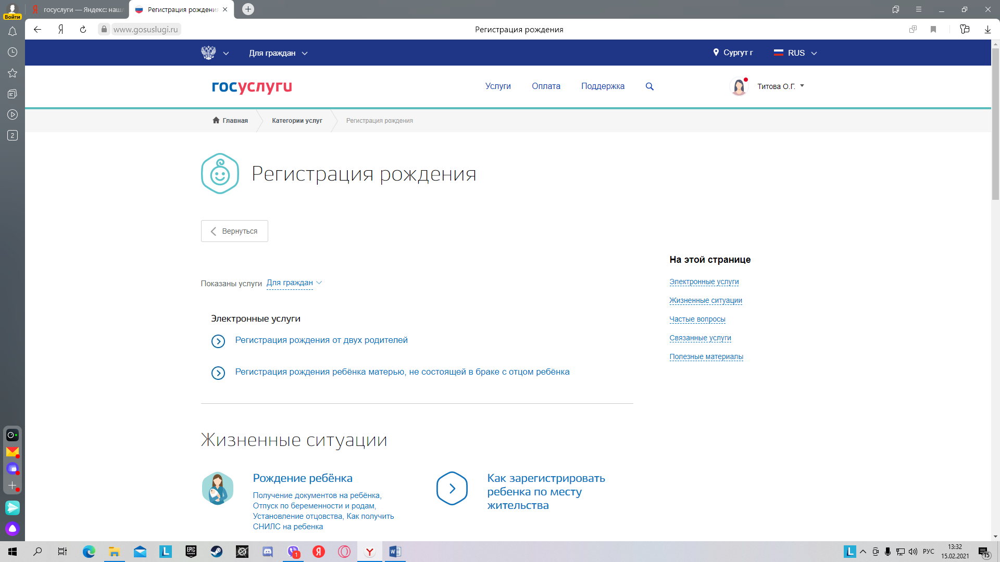 госуслуги — Яндекс: наш
Регистрация рождени
Войти
www.gosuslugi.ru
Регистрация рождения
Для граждан
Сургут г
RUS
госуслуги
Услуги
Оплата
Поддержка
Титова О.Г.
Главная
Категории услуг
Регистрация рождения
Регистрация рождения
Вернуться
На этой странице
Электронные услуги
Жизненные ситуации
Частые вопросы
Связанные услуги
Полезные материалы
Показаны услуги Для граждан
Электронные услуги
Регистрация рождения от двух родителей
Регистрация рождения ребёнка матерью, не состоящей в браке с отцом ребёнка
Жизненные ситуации
Рождение ребёнка
Получение документов на ребёнка,
Отпуск по беременности и родам,
Установление отцовства, Как получить
СНИЛС на ребенка
Как зарегистрировать
ребенка по месту
жительства
2
L
EPIC
GAMES
1
Я
Y
W
L
РУС
13:32
15.02.2021
15